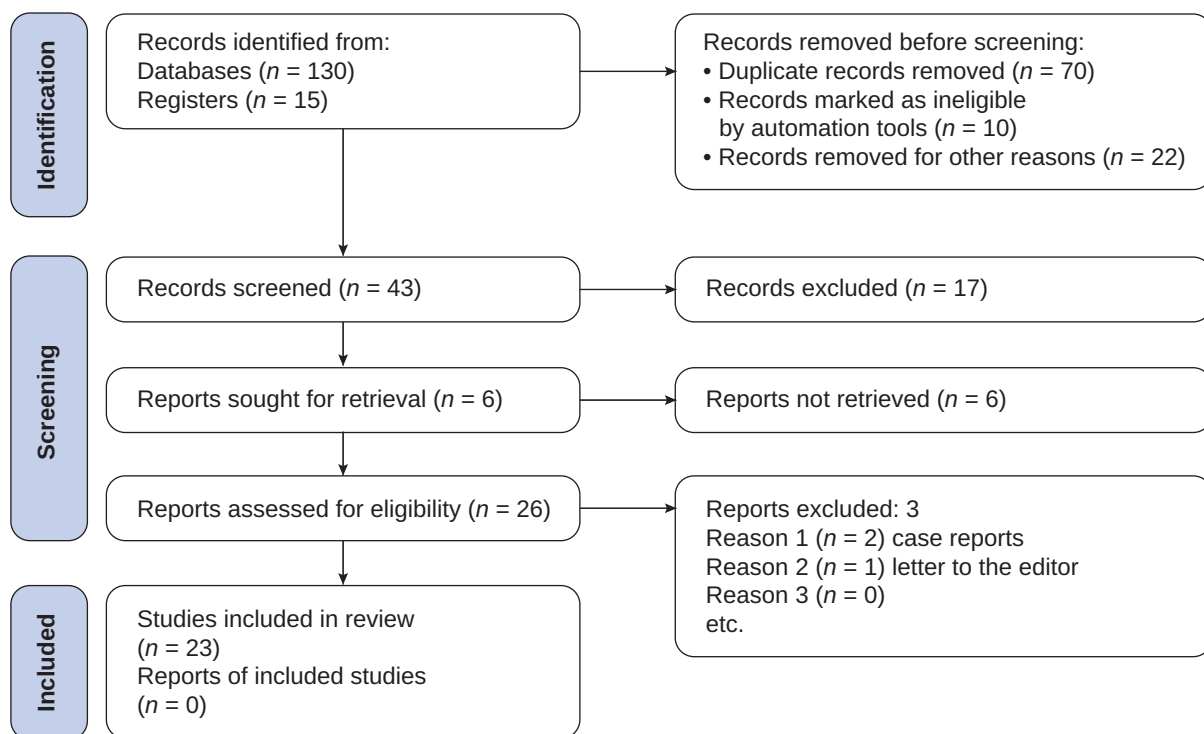 Identification
Records identified from:
Databases (n = 130)
Registers (n = 15)
Records removed before screening:
• Duplicate records removed (n = 70)
• Records marked as ineligible
by automation tools (n = 10)
• Records removed for other reasons (n = 22)
Screening
Records screened (n = 43)
Records excluded (n = 17)
Reports sought for retrieval (n = 6)
Reports not retrieved (n = 6)
Reports assessed for eligibility (n = 26)
Reports excluded: 3
Reason 1 (n = 2) case reports
Reason 2 (n = 1) letter to the editor
Reason 3 (n = 0)
etc.
Included
Studies included in review
(n = 23)
Reports of included studies
(n = 0)